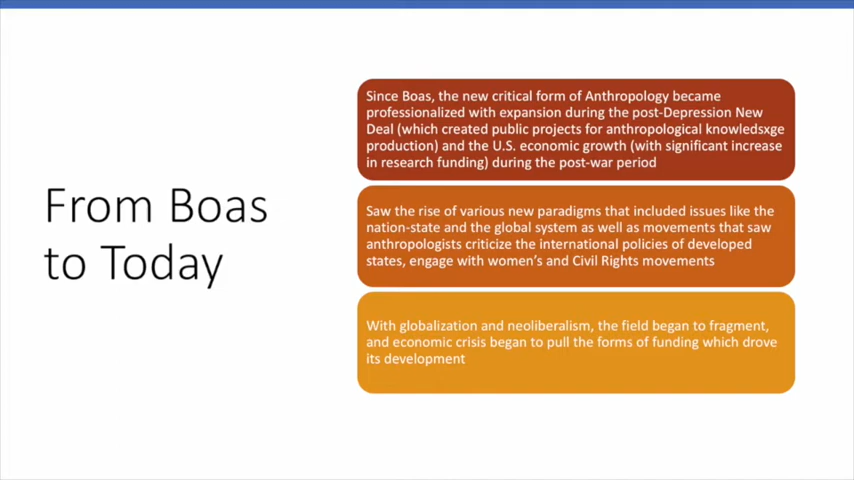 From Boas
to Today
Since Boas, the new critical form of Anthropology became
professionalized with expansion during the post-Depression New
Deal (which created public projects for anthropological knowledsxge
production) and the U.S. economic growth (with significant increase
in research funding) during the post-war period
Saw the rise of various new paradigms that included issues like the
nation-state and the global system as well as movements that saw
anthropologists criticize the international policies of developed
states, engage with women’s and Civil Rights movements
With globalization and neoliberalism, the field began to fragment,
and economic crisis began to pull the forms of funding which drove
its development